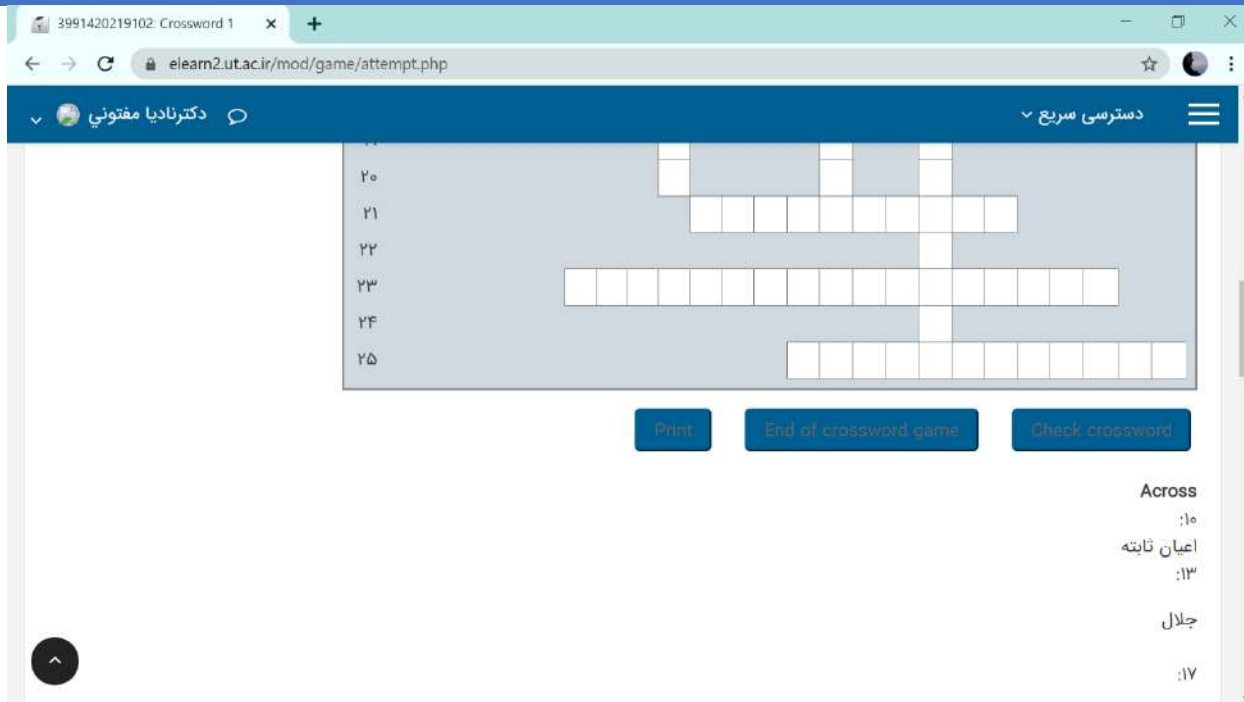 3991420219102: Crossword 1
elearn2.ut.ac.ir/mod/game/attempt.php
دسترسی سریع
دکترنادیا مفتوني
۲۰
۲۱
۲۲
۲۳
۲۴
۲۵
Print
End of crossword game
Check crossword
Across
۱۰:
اعیان ثابته
۱۳:
جلال
۱۷: